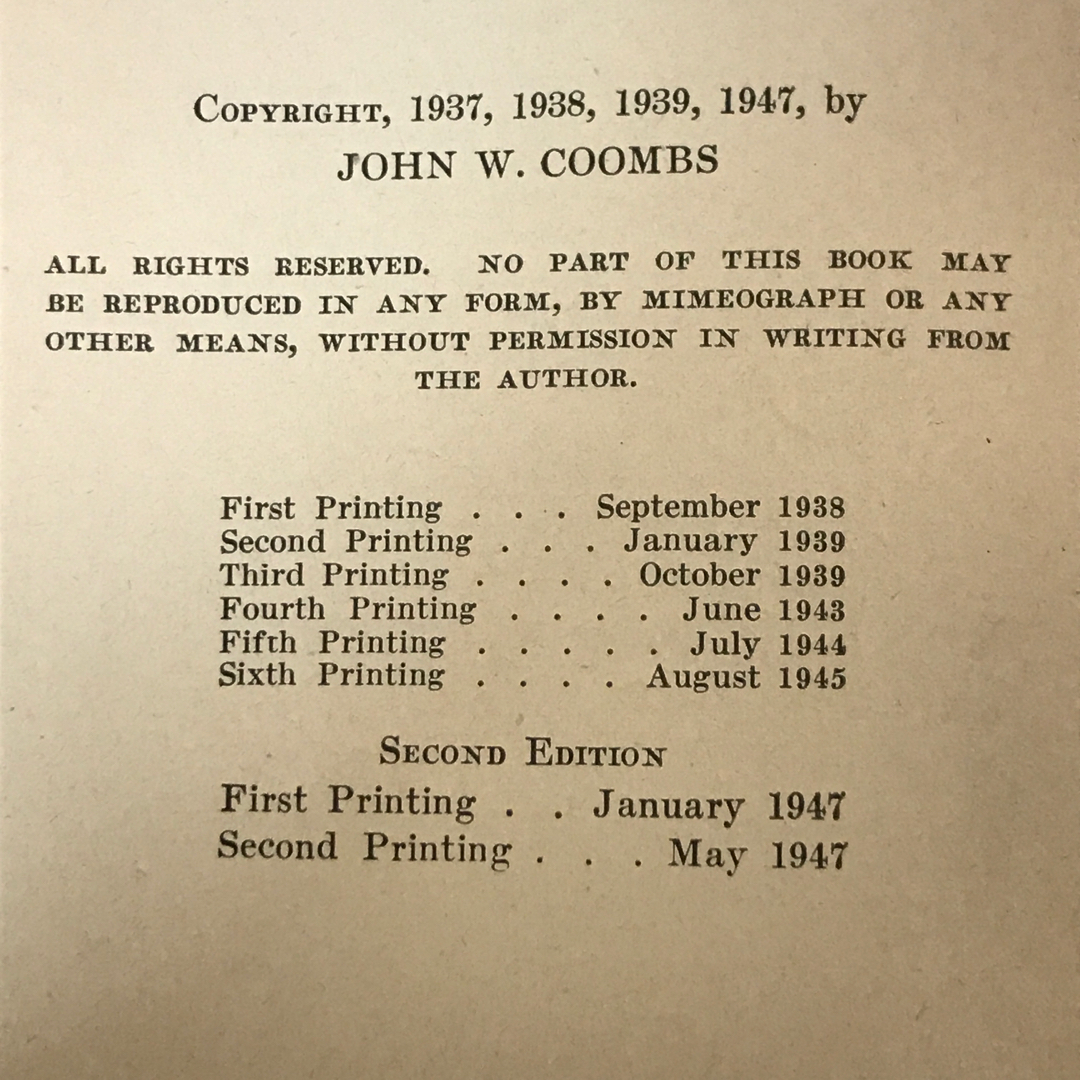 COPYRIGHT, 1937, 1938, 1939, 1947, by
JOHN W. COOMBS
ALL RIGHTS RESERVED. NO PART OF THIS BOOK MAY
BE REPRODUCED IN ANY FORM, BY MIMEOGRAPH OR ANY
OTHER MEANS, WITHOUT PERMISSION IN WRITING FROM
THE AUTHOR.
First Printing . . . September 1938
Second Printing . . . January 1939
Third Printing . . . . October 1939
Fourth Printing . . . . June 1943
Fifth Printing . . . . . July 1944
Sixth Printing . . . . August 1945
SECOND EDITION
First Printing . . January 1947
Second Printing . . . May 1947